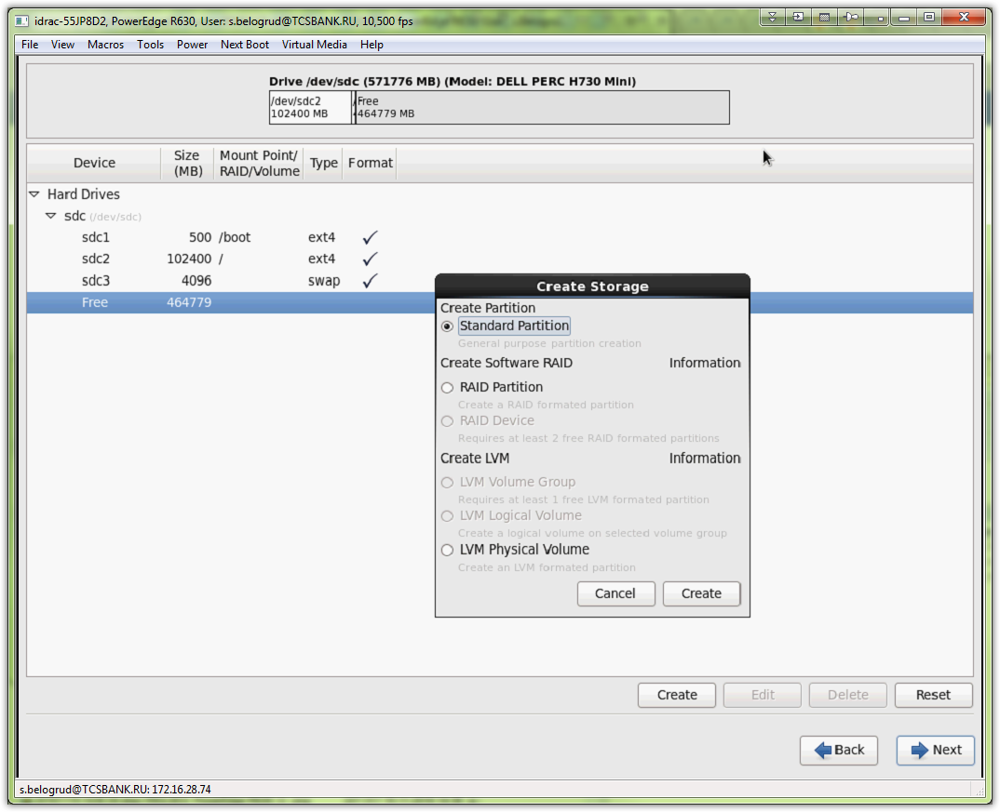 idrac-55JP8D2, PowerEdge R630, User: s.belogrud@TCSBANK.RU, 10,500 fps
File View Macros Tools Power Next Boot Virtual Media Help
Drive /dev/sdc (571776 MB) (Model: DELL PERC H730 Mini)
/dev/sdc2 Free
102400 MB 464779 MB
Device Size (MB) Mount Point/ RAID/Volume Type Format
Hard Drives
sdc (/dev/sdc)
sdc1 500 /boot ext4
sdc2 102400 / ext4
sdc3 4096 swap
Free 464779
Create Storage
Create Partition
Standard Partition
General purpose partition creation
Create Software RAID Information
RAID Partition
Create a RAID formated partition
RAID Device
Requires at least 2 free RAID formated partitions
Create LVM Information
LVM Volume Group
Requires at least 1 free LVM formated partition
LVM Logical Volume
Create a logical volume on selected volume group
LVM Physical Volume
Create an LVM formated partition
Cancel Create
Create Edit Delete Reset
Back Next
s.belogrud@TCSBANK.RU: 172.16.28.74